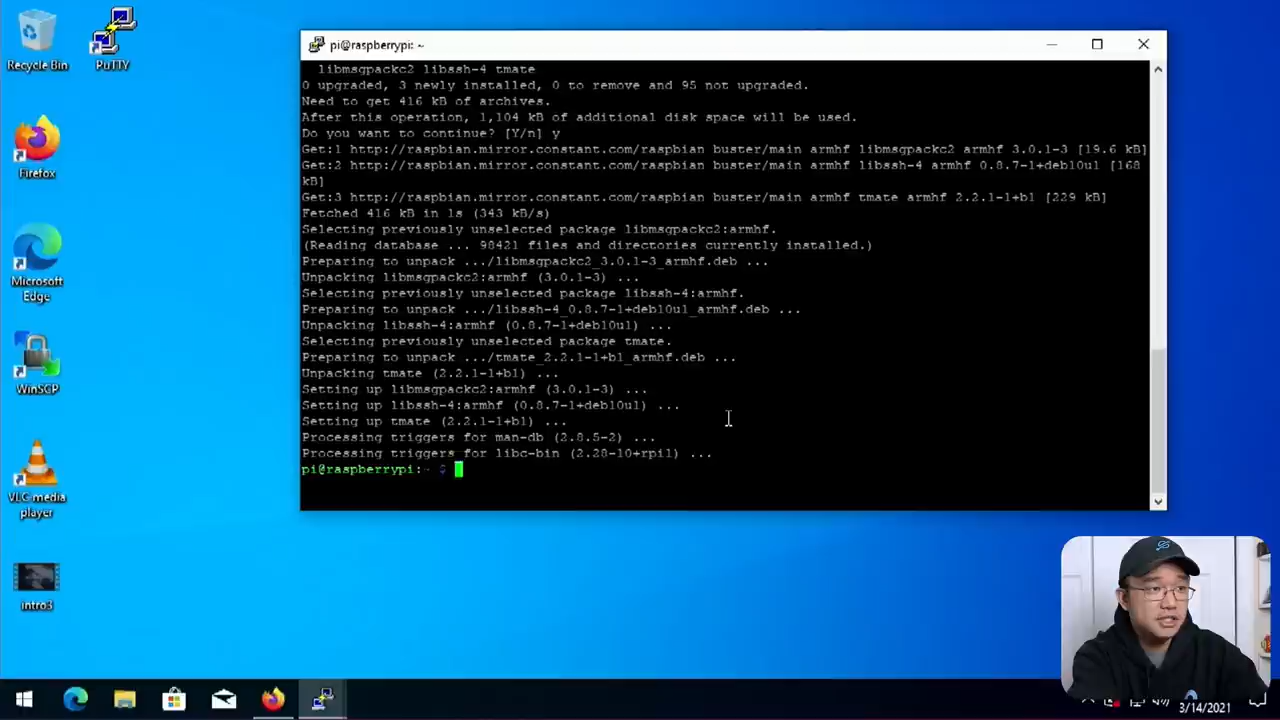 Recycle Bin
PuTTY
Firefox
Microsoft
Edge
WinSCP
VLC media
player
intro3
pi@raspberrypi: ~
libmsgpackc2 libssh-4 tmate
0 upgraded, 3 newly installed, 0 to remove and 95 not upgraded.
Need to get 416 kB of archives.
After this operation, 1,104 kB of additional disk space will be used.
Do you want to continue? [Y/n] y
Get:1 http://raspbian.mirror.constant.com/raspbian buster/main armhf libmsgpackc2 armhf 3.0.1-3 [19.6 kB]
Get:2 http://raspbian.mirror.constant.com/raspbian buster/main armhf libssh-4 armhf 0.8.7-1+deb10u1 [168
kB]
Get:3 http://raspbian.mirror.constant.com/raspbian buster/main armhf tmate armhf 2.2.1-1+b1 [229 kB]
Fetched 416 kB in 1s (343 kB/s)
Selecting previously unselected package libmsgpackc2:armhf.
(Reading database ... 98421 files and directories currently installed.)
Preparing to unpack .../libmsgpackc2_3.0.1-3_armhf.deb ...
Unpacking libmsgpackc2:armhf (3.0.1-3) ...
Selecting previously unselected package libssh-4:armhf.
Preparing to unpack .../libssh-4_0.8.7-1+deb10u1_armhf.deb ...
Unpacking libssh-4:armhf (0.8.7-1+deb10u1) ...
Selecting previously unselected package tmate.
Preparing to unpack .../tmate_2.2.1-1+b1_armhf.deb ...
Unpacking tmate (2.2.1-1+b1) ...
Setting up libmsgpackc2:armhf (3.0.1-3) ...
Setting up libssh-4:armhf (0.8.7-1+deb10u1) ...
Setting up tmate (2.2.1-1+b1) ...
Processing triggers for man-db (2.8.5-2) ...
Processing triggers for libc-bin (2.28-10+rpi1) ...
pi@raspberrypi:~ $
3/14/2021